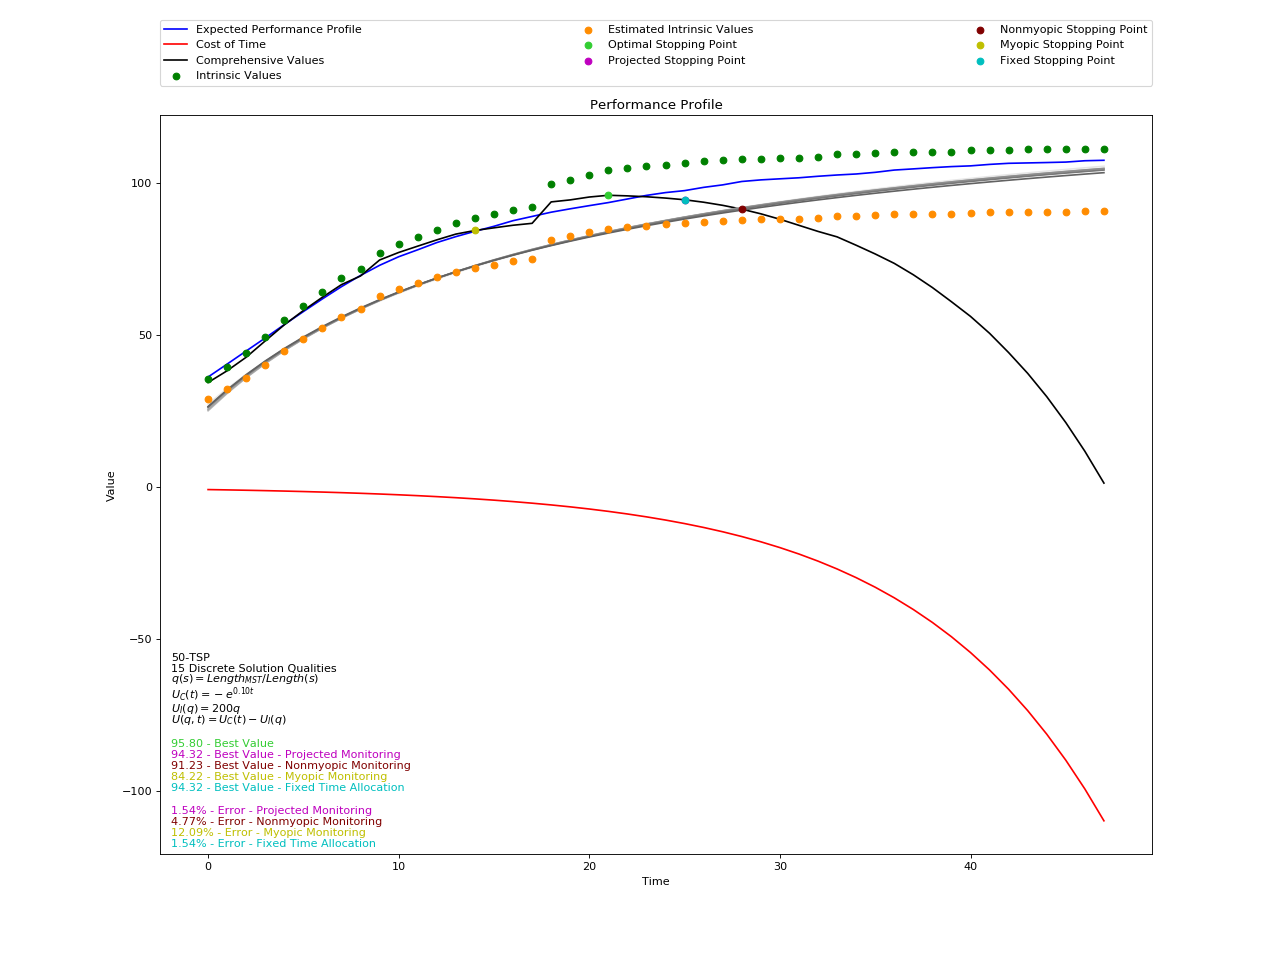 Expected Performance Profile
Cost of Time
Comprehensive Values
Intrinsic Values
Estimated Intrinsic Values
Optimal Stopping Point
Projected Stopping Point
Nonmyopic Stopping Point
Myopic Stopping Point
Fixed Stopping Point
Performance Profile
Value
100
50
0
−50
−100
50-TSP
15 Discrete Solution Qualities
q(s) = Length_MST/Length(s)
U_C(t) = −e^0.10t
U_I(q) = 200q
U(q, t) = U_C(t) − U_I(q)
95.80 - Best Value
94.32 - Best Value - Projected Monitoring
91.23 - Best Value - Nonmyopic Monitoring
84.22 - Best Value - Myopic Monitoring
94.32 - Best Value - Fixed Time Allocation
1.54% - Error - Projected Monitoring
4.77% - Error - Nonmyopic Monitoring
12.09% - Error - Myopic Monitoring
1.54% - Error - Fixed Time Allocation
0 10 20 30 40
Time